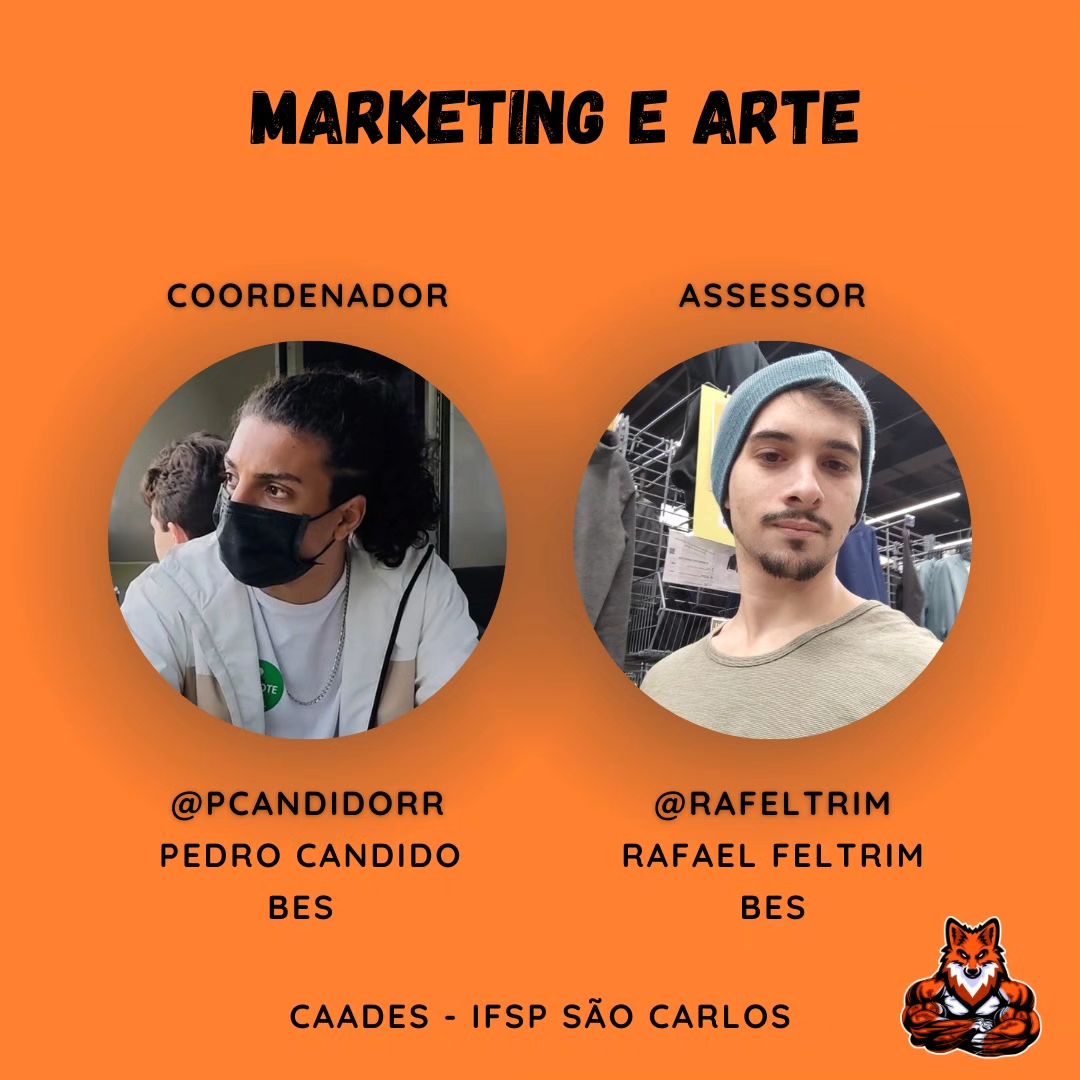 MARKETING E ARTE
COORDENADOR
ASSESSOR
@PCANDIDORR
PEDRO CANDIDO
BES
@RAFELTRIM
RAFAEL FELTRIM
BES
CAADES - IFSP SÃO CARLOS